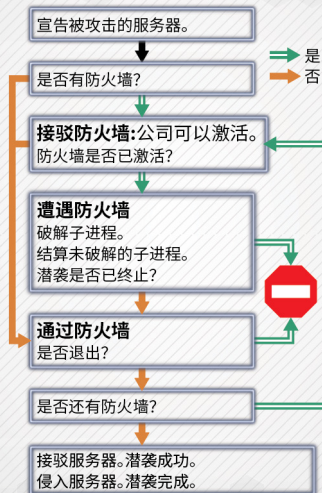 宣告被攻击的服务器。
是
否
是否有防火墙？
接驳防火墙:公司可以激活。
防火墙是否已激活？
遭遇防火墙
破解子进程。
结算未破解的子进程。
潜袭是否已终止？
通过防火墙
是否退出？
是否还有防火墙？
接驳服务器。潜袭成功。
侵入服务器。潜袭完成。